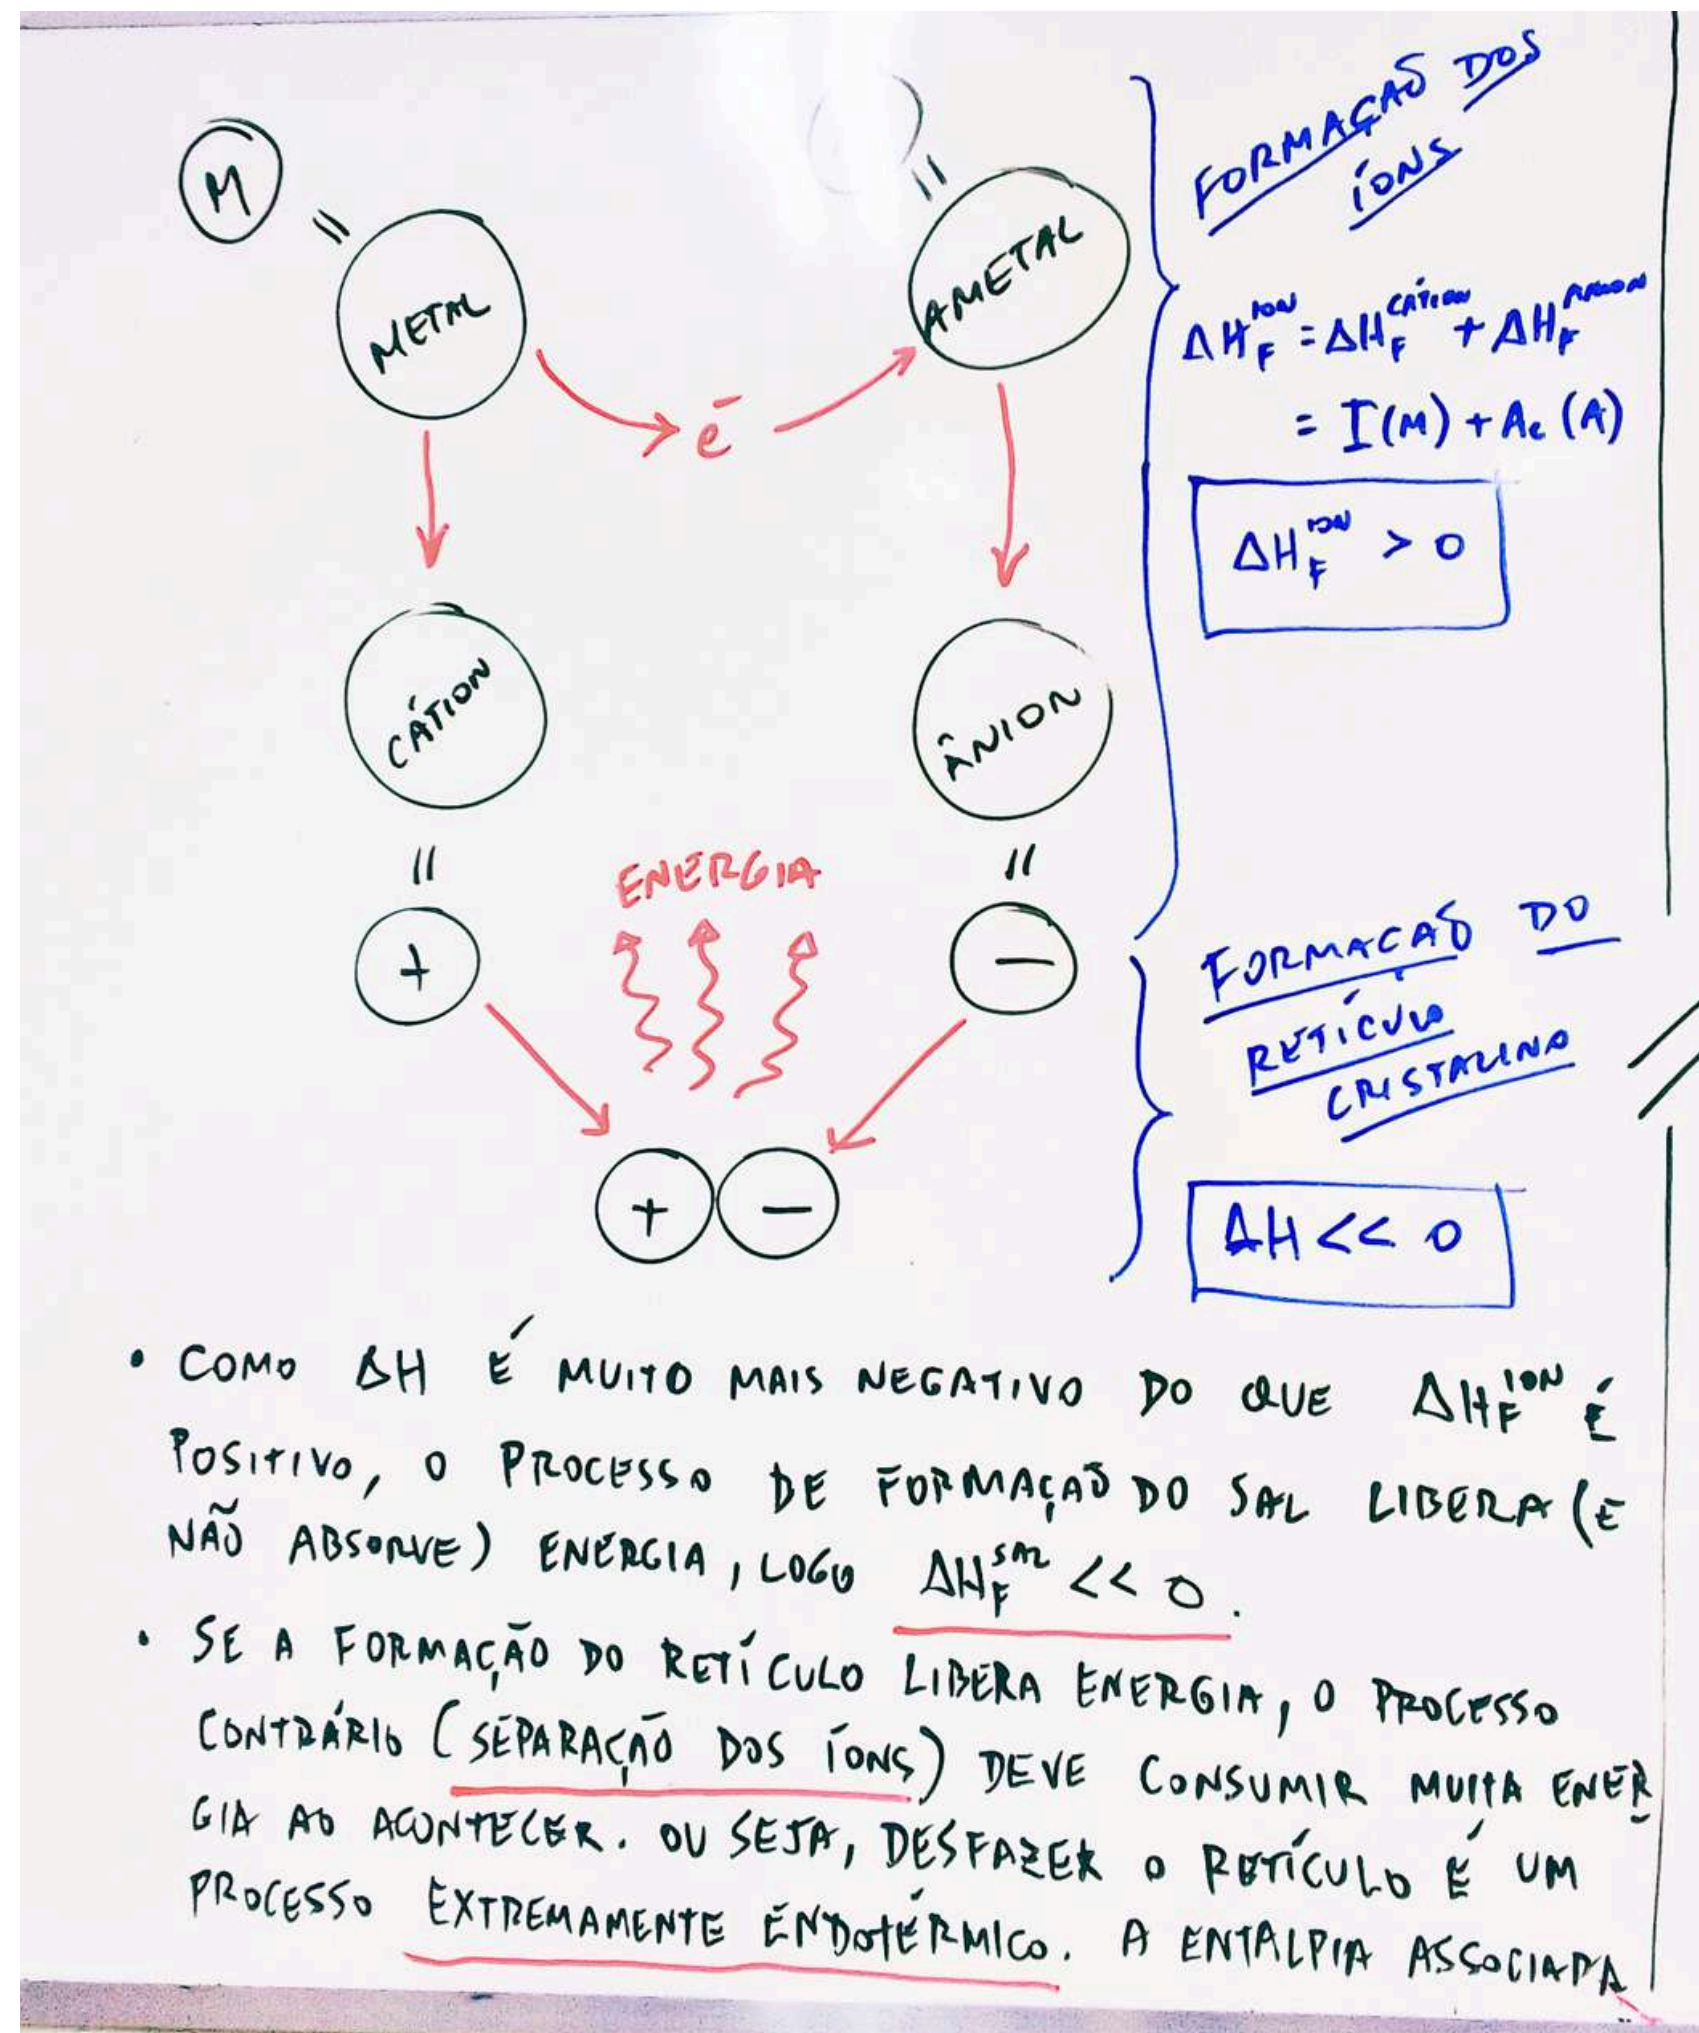 M
=
METAL
=
AMETAL
e⁻
CÁTION
ÂNION
=
+
=
−
ENERGIA
+
−
FORMAÇÃO DOS
ÍONS
ΔH_F^ION = ΔH_F^CÁTION + ΔH_F^ÂNION
= I(M) + Ae (A)
ΔH_F^ION > 0
FORMACAÕ DO
RETÍCULO
CRISTALINO
ΔH << 0
• COMO ΔH É MUITO MAIS NEGATIVO DO QUE ΔH_F^ION É
POSITIVO, O PROCESSO DE FORMAÇAÕ DO SAL LIBERA (E
NÃO ABSORVE) ENERGIA, LOGO ΔH_F^SAL << 0.
• SE A FORMAÇÃO DO RETÍCULO LIBERA ENERGIA, O PROCESSO
CONTRÁRIO (SEPARAÇÃO DOS ÍONS) DEVE CONSUMIR MUITA ENER
GIA AO ACONTECER. OU SEJA, DESFAZER O RETÍCULO É UM
PROCESSO EXTREMAMENTE ENDOTÉRMICO. A ENTALPIA ASSOCIADA